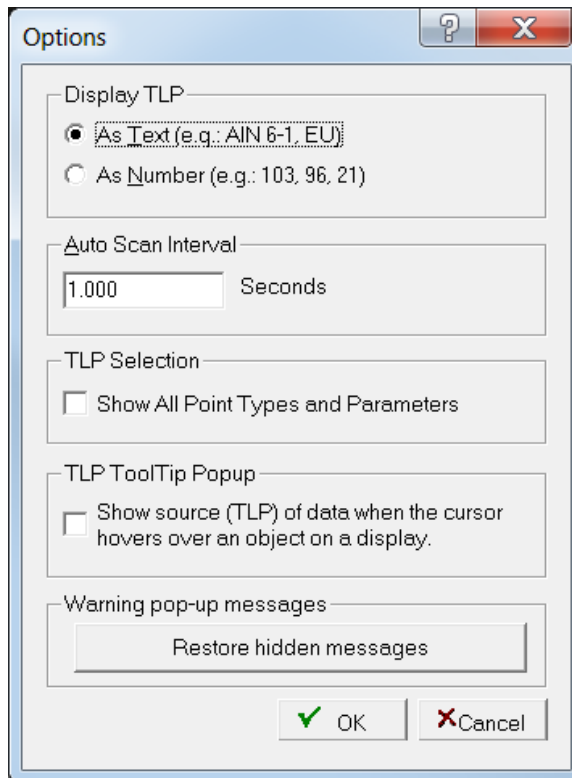 Options
?
X
Display TLP
As Text (e.g.: AIN 6-1, EU)
As Number (e.g.: 103, 96, 21)
Auto Scan Interval
1.000
Seconds
TLP Selection
Show All Point Types and Parameters
TLP ToolTip Popup
Show source (TLP) of data when the cursor
hovers over an object on a display.
Warning pop-up messages
Restore hidden messages
OK
Cancel